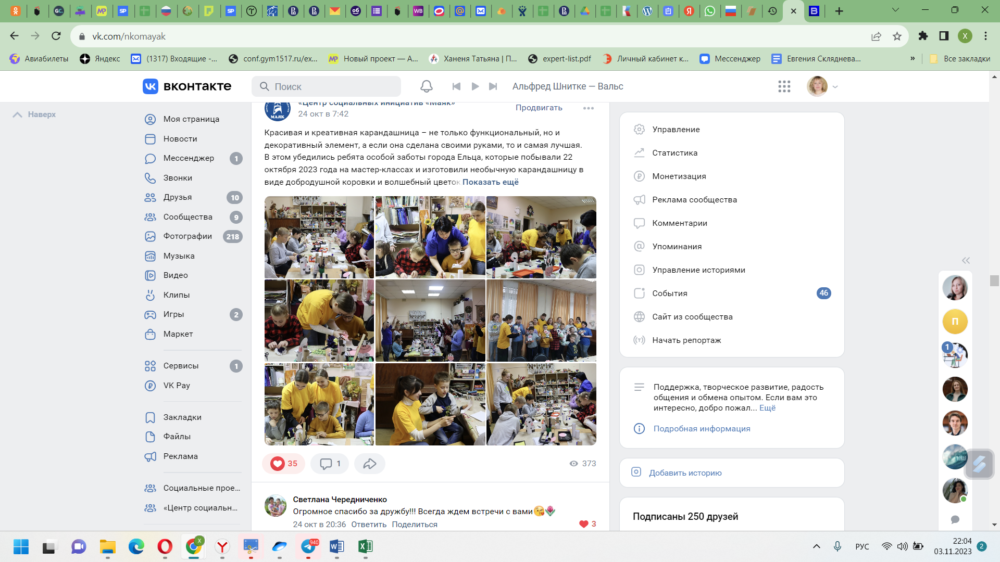 vk.com/nkomayak
Авиабилеты
Яндекс
(1317) Входящие -...
conf.gym1517.ru/ex...
Новый проект — А...
Ханеня Татьяна | П...
expert-list.pdf
Личный кабинет к...
Мессенджер
Евгения Скляднева...
»
Все закладки
вконтакте
Поиск
Альфред Шнитке — Вальс
Наверх
Моя страница
Новости
Мессенджер 1
Звонки
Друзья 10
Сообщества 9
Фотографии 218
Музыка
Видео
Клипы
Игры 2
Маркет
Сервисы 1
VK Pay
Закладки
Файлы
Реклама
Социальные прое...
«Центр социальн...
«Центр социальных инициатив «Маяк»
24 окт в 7:42
МАЯК
Продвигать
Красивая и креативная карандашница – не только функциональный, но и
декоративный элемент, а если она сделана своими руками, то и самая лучшая.
В этом убедились ребята особой заботы города Ельца, которые побывали 22
октября 2023 года на мастер-классах и изготовили необычную карандашницу в
виде добродушной коровки и волшебный цветок Показать ещё
35
1
373
Светлана Чередниченко
Огромное спасибо за дружбу!!! Всегда ждем встречи с вами😘🌷
24 окт в 20:36 Ответить Поделиться
3
Управление
Статистика
Монетизация
Реклама сообщества
Комментарии
Упоминания
Управление историями
События 46
Сайт из сообщества
Начать репортаж
Поддержка, творческое развитие, радость
общения и обмена опытом. Если вам это
интересно, добро пожал... Ещё
Подробная информация
Добавить историю
Подписаны 250 друзей
П
1
940
РУС
22:04
03.11.2023
2